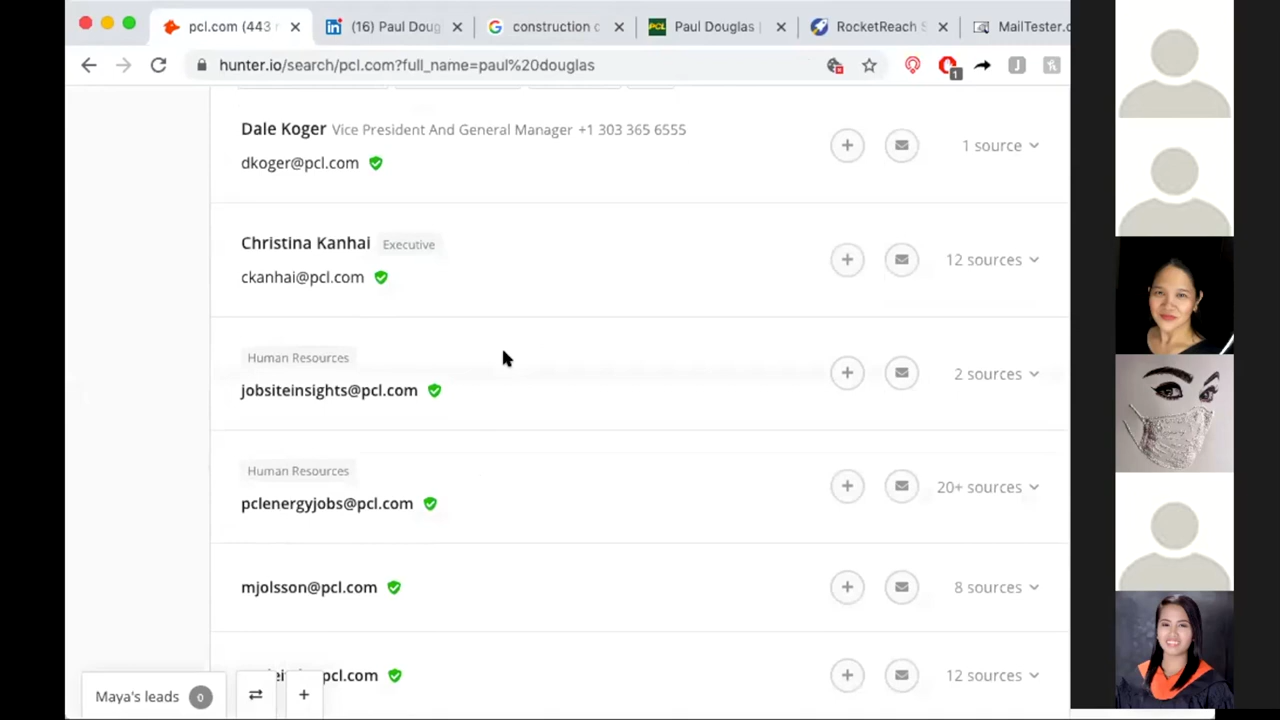 pcl.com (443
(16) Paul Doug
construction
PCL Paul Douglas
RocketReach S
MailTester.c
hunter.io/search/pcl.com?full_name=paul%20douglas
1
J
Dale Koger Vice President And General Manager +1 303 365 6555
dkoger@pcl.com
1 source
Christina Kanhai Executive
ckanhai@pcl.com
12 sources
Human Resources
jobsiteinsights@pcl.com
2 sources
Human Resources
pclenergyjobs@pcl.com
20+ sources
mjolsson@pcl.com
8 sources
pcl.com
12 sources
Maya's leads 0